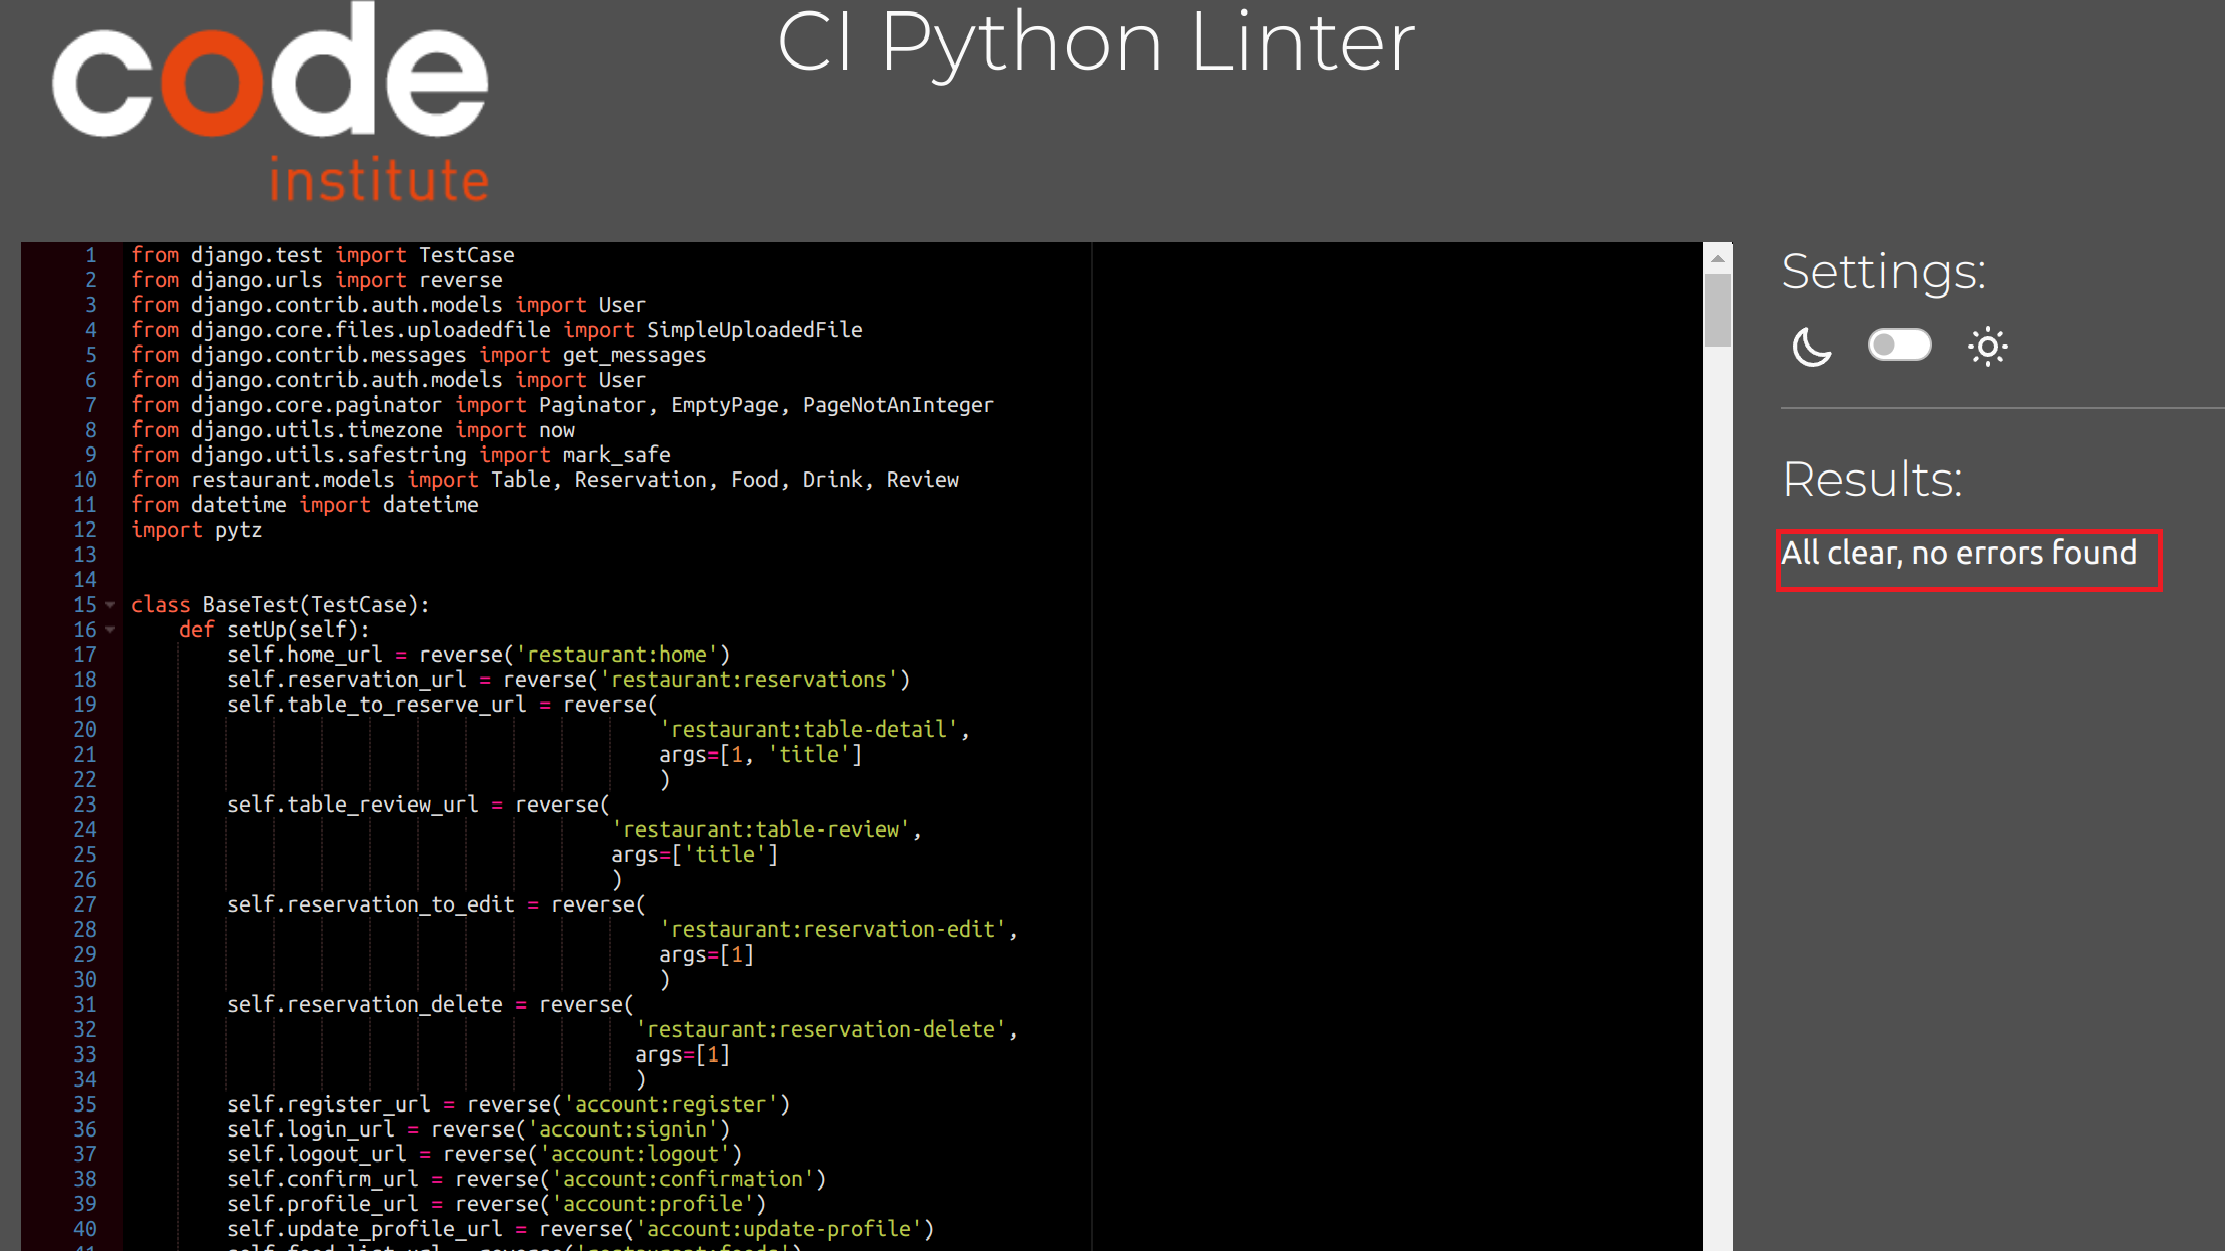 code
institute
CI Python Linter
1 from django.test import TestCase
2 from django.urls import reverse
3 from django.contrib.auth.models import User
4 from django.core.files.uploadedfile import SimpleUploadedFile
5 from django.contrib.messages import get_messages
6 from django.contrib.auth.models import User
7 from django.core.paginator import Paginator, EmptyPage, PageNotAnInteger
8 from django.utils.timezone import now
9 from django.utils.safestring import mark_safe
10 from restaurant.models import Table, Reservation, Food, Drink, Review
11 from datetime import datetime
12 import pytz
13
14
15 class BaseTest(TestCase):
16 def setUp(self):
17 self.home_url = reverse('restaurant:home')
18 self.reservation_url = reverse('restaurant:reservations')
19 self.table_to_reserve_url = reverse(
20 'restaurant:table-detail',
21 args=[1, 'title']
22 )
23 self.table_review_url = reverse(
24 'restaurant:table-review',
25 args=['title']
26 )
27 self.reservation_to_edit = reverse(
28 'restaurant:reservation-edit',
29 args=[1]
30 )
31 self.reservation_delete = reverse(
32 'restaurant:reservation-delete',
33 args=[1]
34 )
35 self.register_url = reverse('account:register')
36 self.login_url = reverse('account:signin')
37 self.logout_url = reverse('account:logout')
38 self.confirm_url = reverse('account:confirmation')
39 self.profile_url = reverse('account:profile')
40 self.update_profile_url = reverse('account:update-profile')
Settings:
Results:
All clear, no errors found